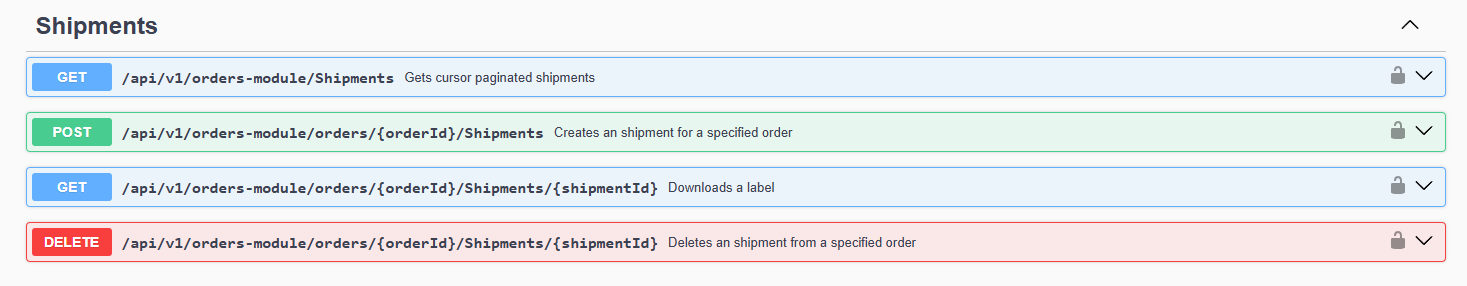 Shipments
GET /api/v1/orders-module/Shipments Gets cursor paginated shipments
POST /api/v1/orders-module/orders/{orderId}/Shipments Creates an shipment for a specified order
GET /api/v1/orders-module/orders/{orderId}/Shipments/{shipmentId} Downloads a label
DELETE /api/v1/orders-module/orders/{orderId}/Shipments/{shipmentId} Deletes an shipment from a specified order